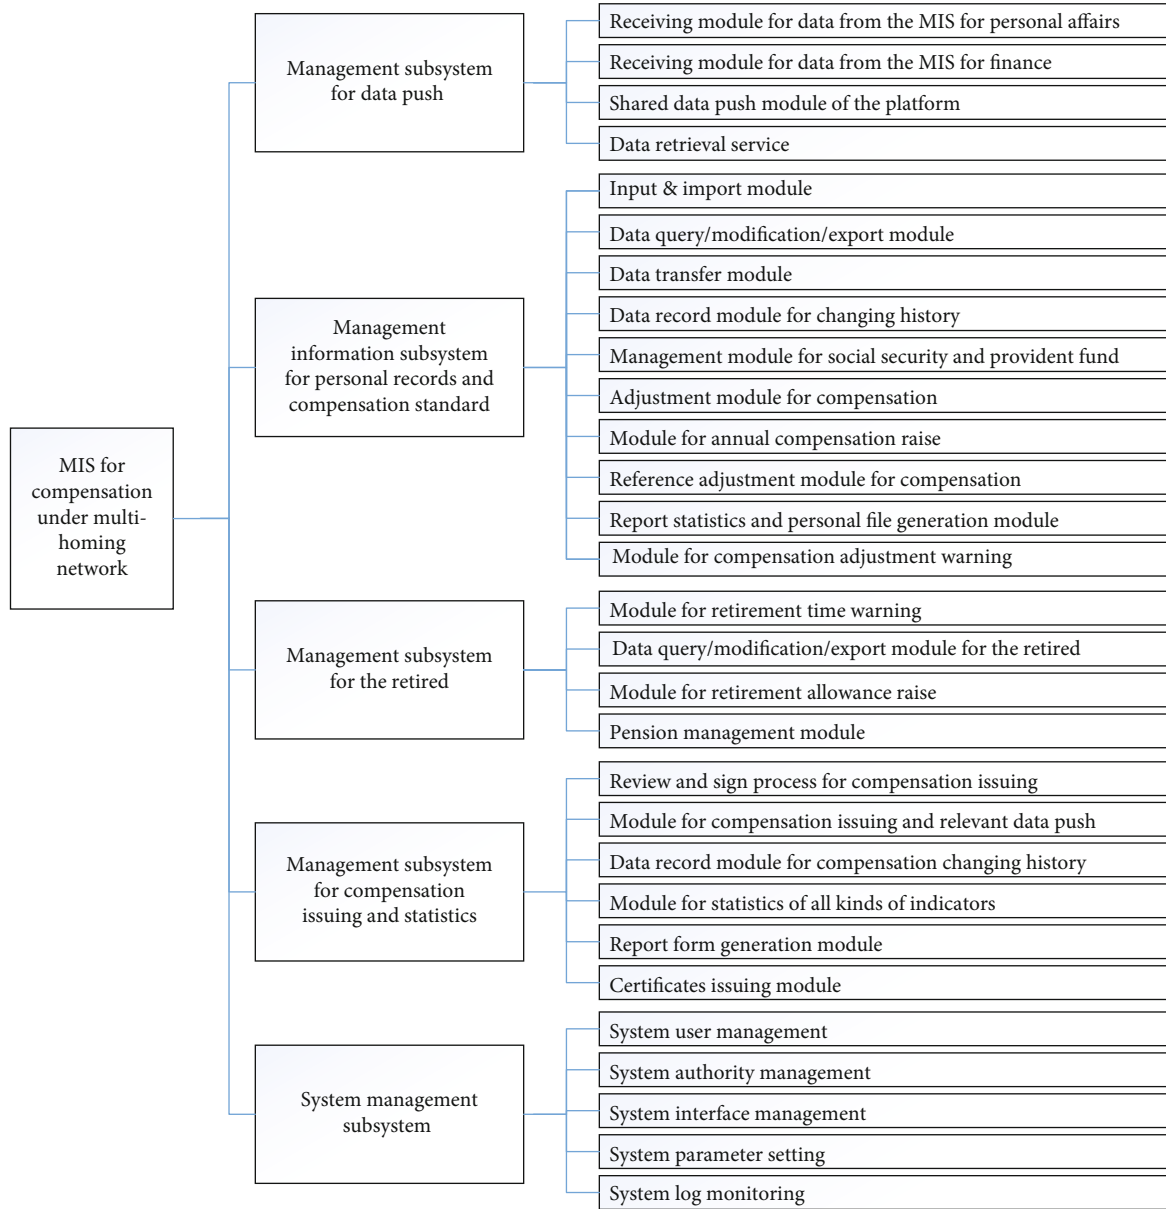 MIS for
compensation
under multi-
homing
network
Management subsystem
for data push
Receiving module for data from the MIS for personal affairs
Receiving module for data from the MIS for finance
Shared data push module of the platform
Data retrieval service
Management
information subsystem
for personal records and
compensation standard
Input & import module
Data query/modification/export module
Data transfer module
Data record module for changing history
Management module for social security and provident fund
Adjustment module for compensation
Module for annual compensation raise
Reference adjustment module for compensation
Report statistics and personal file generation module
Module for compensation adjustment warning
Management subsystem
for the retired
Module for retirement time warning
Data query/modification/export module for the retired
Module for retirement allowance raise
Pension management module
Management subsystem
for compensation
issuing and statistics
Review and sign process for compensation issuing
Module for compensation issuing and relevant data push
Data record module for compensation changing history
Module for statistics of all kinds of indicators
Report form generation module
Certificates issuing module
System management
subsystem
System user management
System authority management
System interface management
System parameter setting
System log monitoring